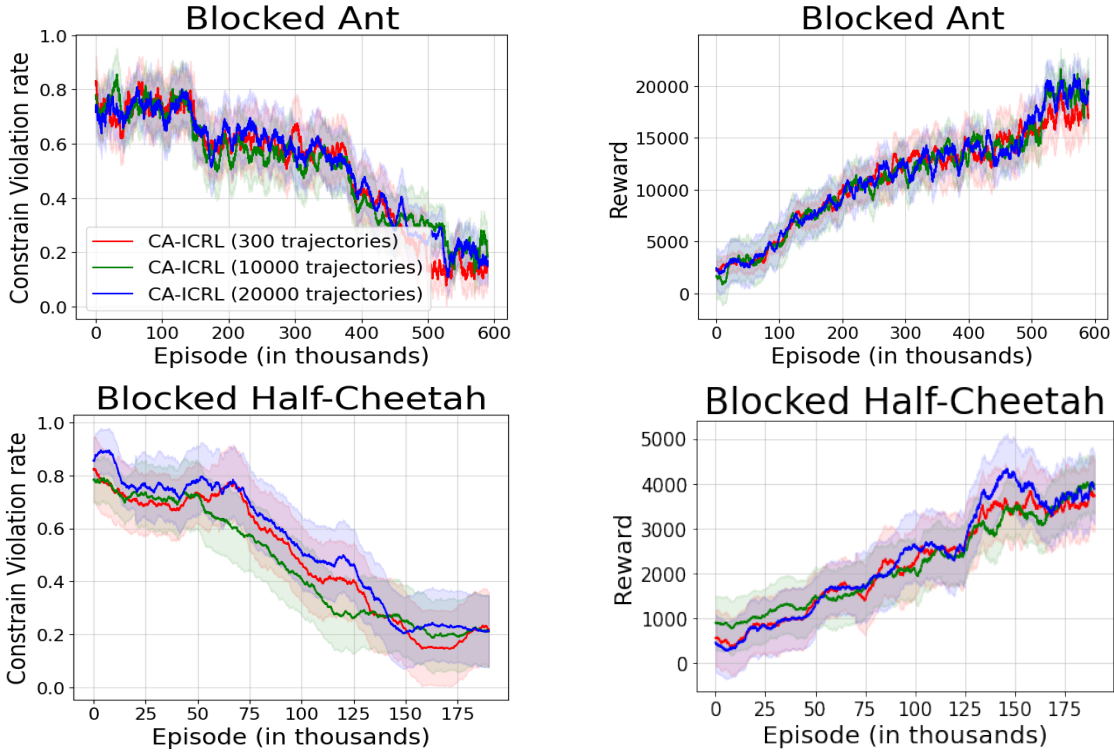 Blocked Ant
Constrain Violation rate
1.0
0.8
0.6
0.4
0.2
0.0
CA-ICRL (300 trajectories)
CA-ICRL (10000 trajectories)
CA-ICRL (20000 trajectories)
0 100 200 300 400 500 600
Episode (in thousands)
Blocked Ant
Reward
20000
15000
10000
5000
0
0 100 200 300 400 500 600
Episode (in thousands)
Blocked Half-Cheetah
Constrain Violation rate
1.0
0.8
0.6
0.4
0.2
0.0
0 25 50 75 100 125 150 175
Episode (in thousands)
Blocked Half-Cheetah
Reward
5000
4000
3000
2000
1000
0
0 25 50 75 100 125 150 175
Episode (in thousands)